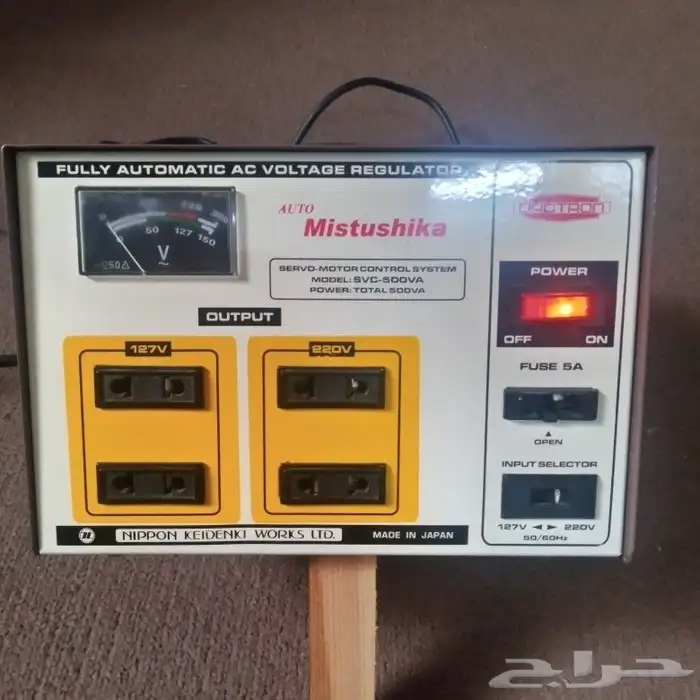 FULLY AUTOMATIC AC VOLTAGE REGULATOR
0 50 127 150
V
AUTO
Mistushika
SERVO-MOTOR CONTROL SYSTEM
MODEL: SVC-500VA
POWER: TOTAL 500VA
OUTPUT
127V
220V
POWER
OFF ON
FUSE 5A
OPEN
INPUT SELECTOR
127V ◄ ► 220V
50/60Hz
NIPPON KEIDENKI WORKS LTD. MADE IN JAPAN
حراج